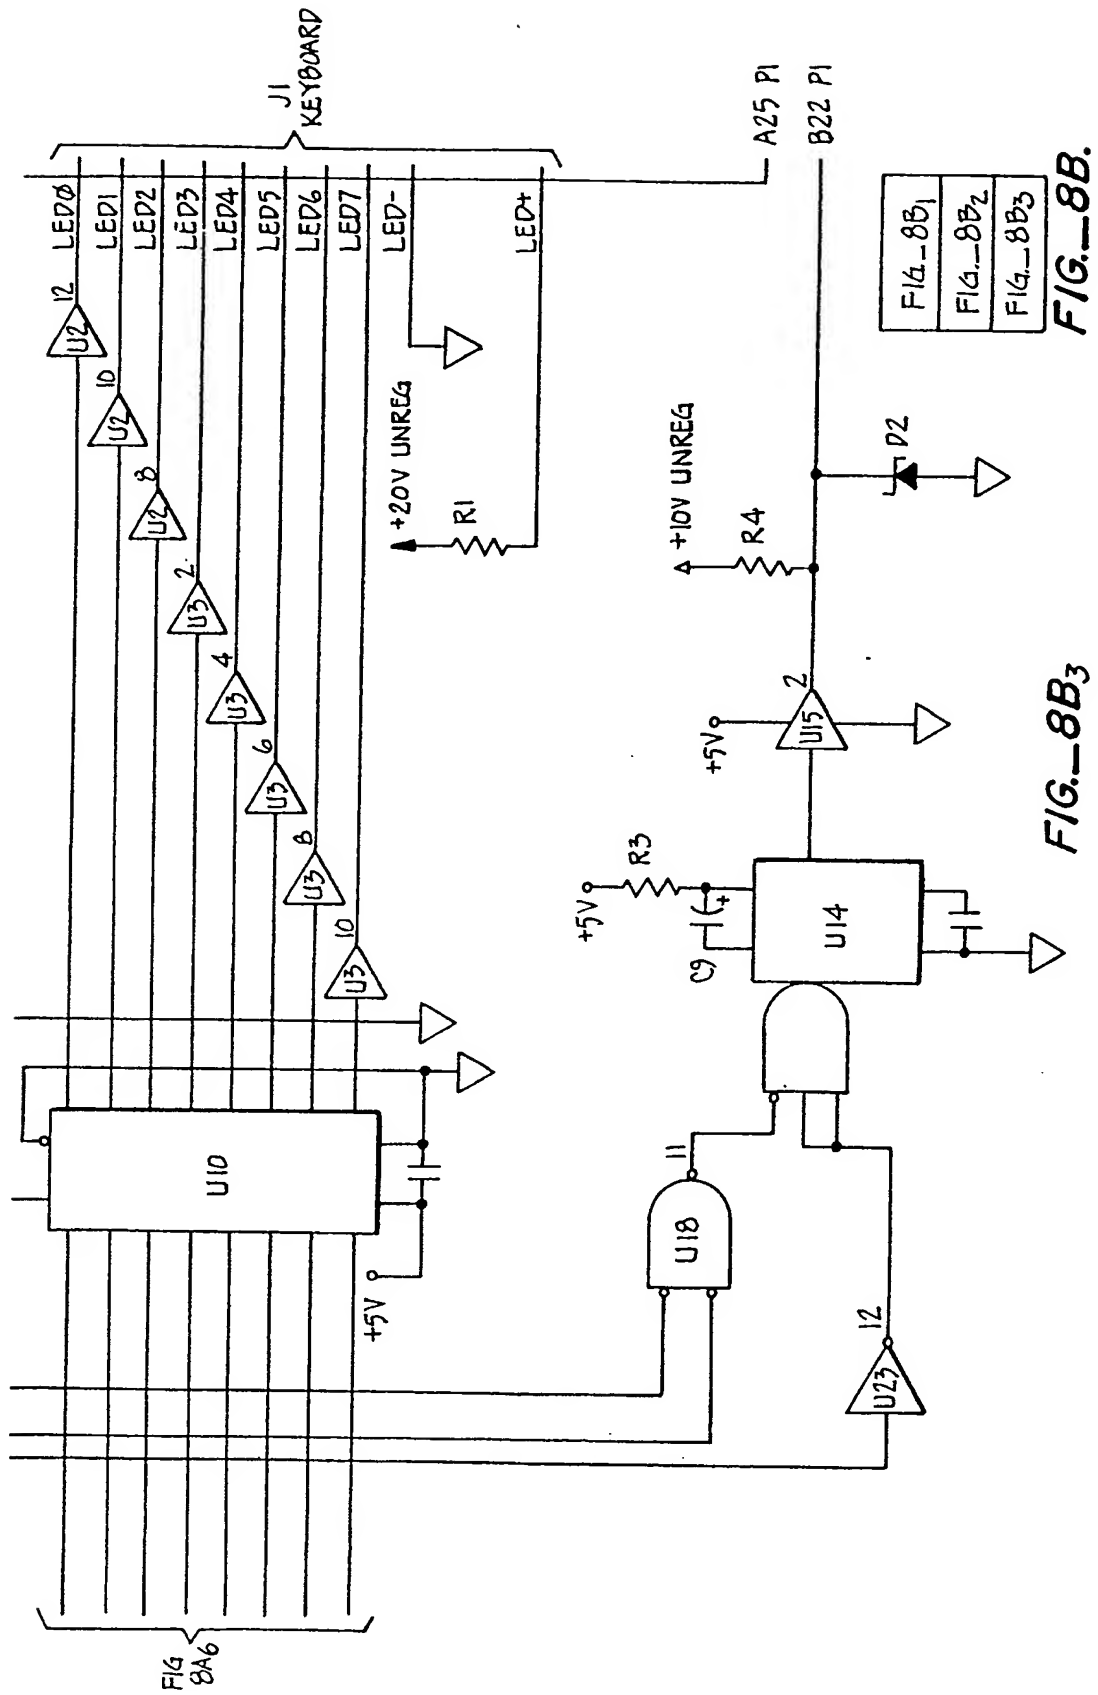 FIG
8A6
+5V
U10
U2
12
U2
10
U2
8
U3
2
U3
4
U3
6
U3
8
U3
10
LEDØ
LED1
LED2
LED3
LED4
LED5
LED6
LED7
LED-
LED+
J1
KEYBOARD
+20V UNREG
R1
U18
11
U23
12
+5V
R3
C9
+
U14
+5V
U15
2
+10V UNREG
R4
D2
A25 P1
B22 P1
FIG._8B3
FIG._8B1
FIG._8B2
FIG._8B3
FIG._8B.